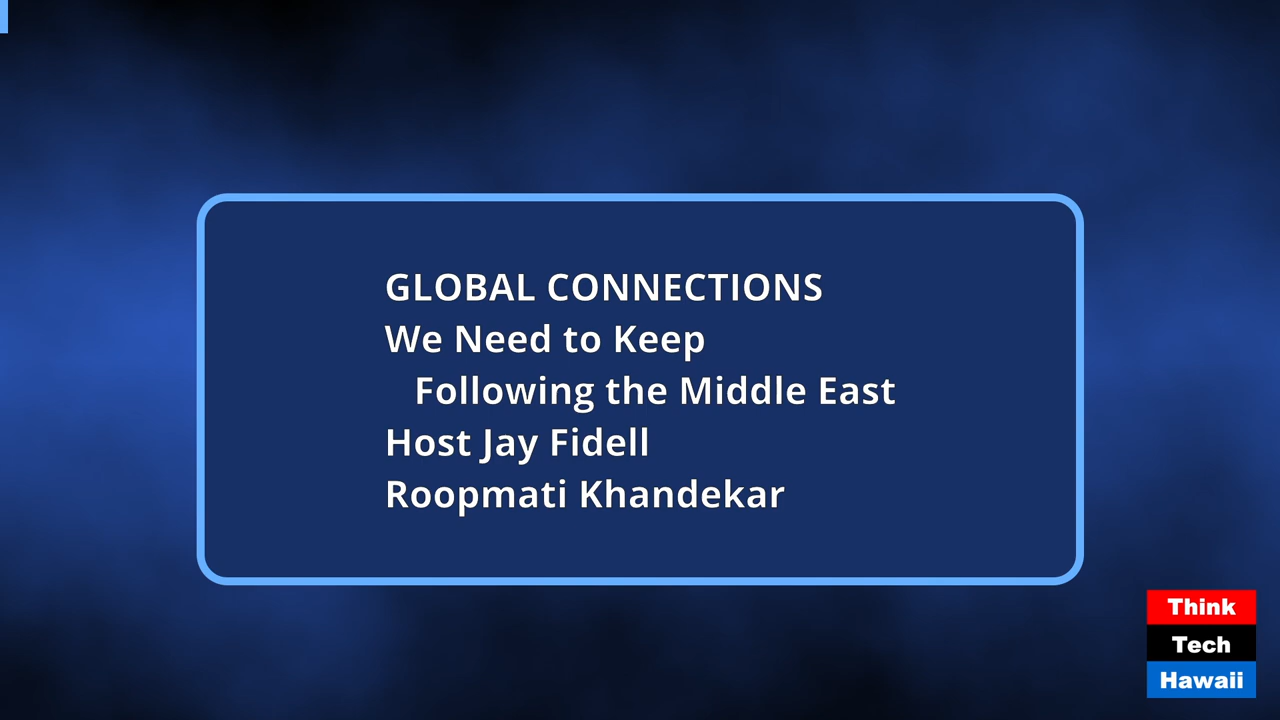 GLOBAL CONNECTIONS
We Need to Keep
Following the Middle East
Host Jay Fidell
Roopmati Khandekar
Think
Tech
Hawaii